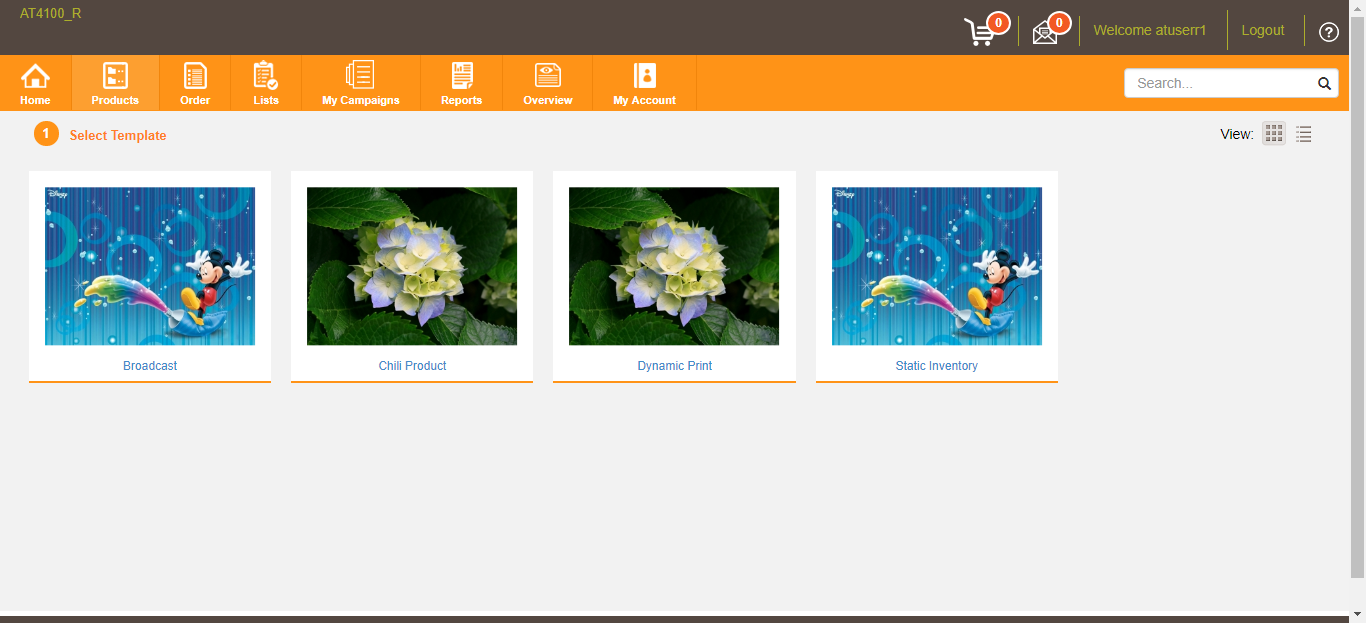 AT4100_R
0
0
Welcome atuserr1
Logout
?
Home
Products
Order
Lists
My Campaigns
Reports
Overview
My Account
Search...
1
Select Template
View:
Disney
Disney
Broadcast
Chili Product
Dynamic Print
Static Inventory